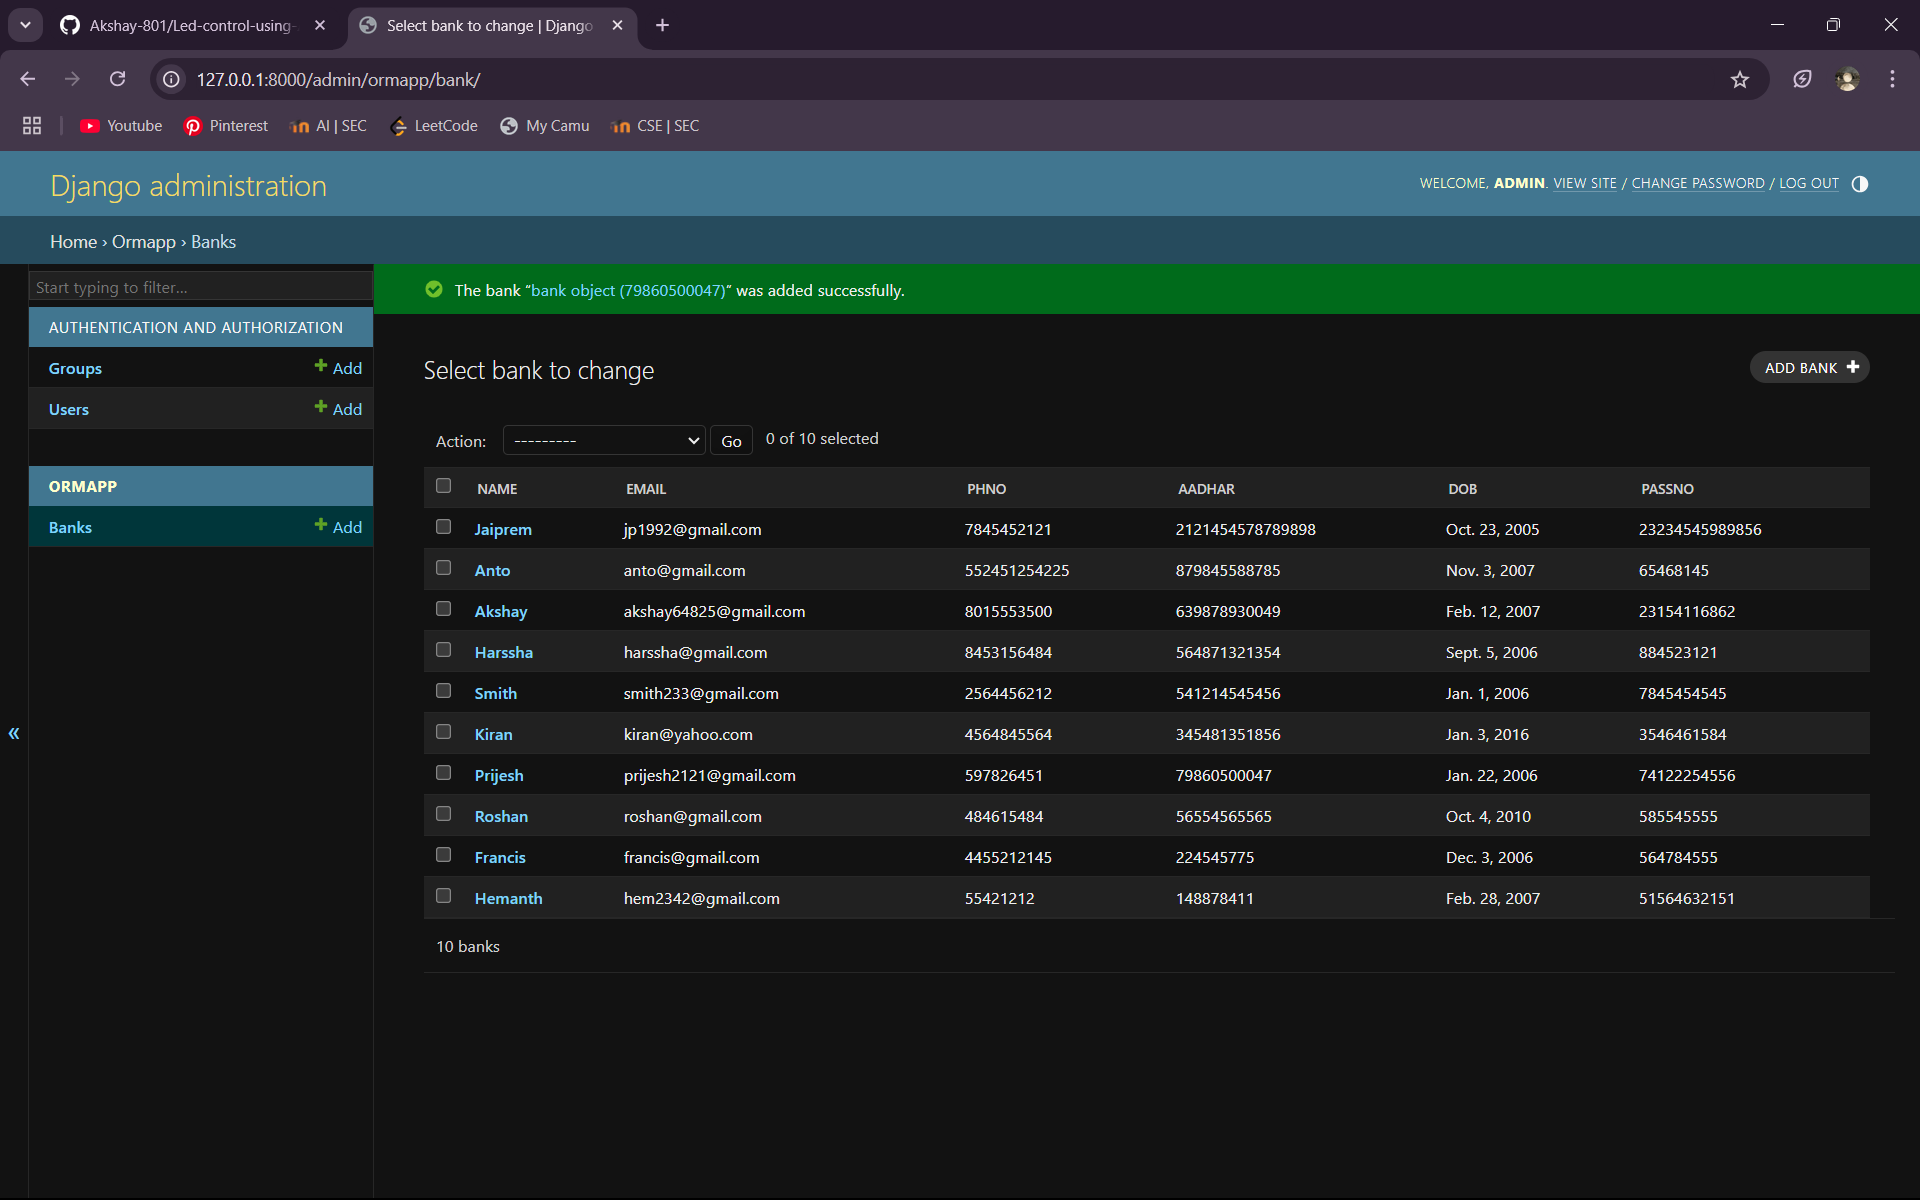 Akshay-801/Led-control-using-
Select bank to change | Django
127.0.0.1:8000/admin/ormapp/bank/
Youtube Pinterest AI | SEC LeetCode My Camu CSE | SEC
Django administration
WELCOME, ADMIN. VIEW SITE / CHANGE PASSWORD / LOG OUT
Home › Ormapp › Banks
Start typing to filter...
AUTHENTICATION AND AUTHORIZATION
Groups Add
Users Add
ORMAPP
Banks Add
«
The bank “bank object (79860500047)” was added successfully.
Select bank to change
ADD BANK
Action: --------- Go 0 of 10 selected
NAME EMAIL PHNO AADHAR DOB PASSNO
Jaiprem jp1992@gmail.com 7845452121 2121454578789898 Oct. 23, 2005 23234545989856
Anto anto@gmail.com 552451254225 879845588785 Nov. 3, 2007 65468145
Akshay akshay64825@gmail.com 8015553500 639878930049 Feb. 12, 2007 23154116862
Harssha harssha@gmail.com 8453156484 564871321354 Sept. 5, 2006 884523121
Smith smith233@gmail.com 2564456212 541214545456 Jan. 1, 2006 7845454545
Kiran kiran@yahoo.com 4564845564 345481351856 Jan. 3, 2016 3546461584
Prijesh prijesh2121@gmail.com 597826451 79860500047 Jan. 22, 2006 74122254556
Roshan roshan@gmail.com 484615484 56554565565 Oct. 4, 2010 585545555
Francis francis@gmail.com 4455212145 224545775 Dec. 3, 2006 564784555
Hemanth hem2342@gmail.com 55421212 148878411 Feb. 28, 2007 51564632151
10 banks